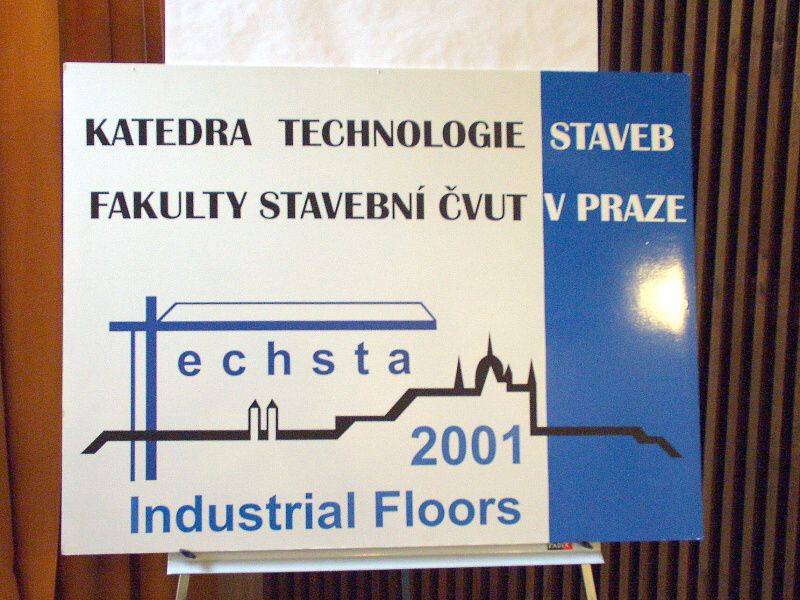 KATEDRA TECHNOLOGIE STAVEB
FAKULTY STAVEBNÍ ČVUT V PRAZE
Techsta
2001
Industrial Floors